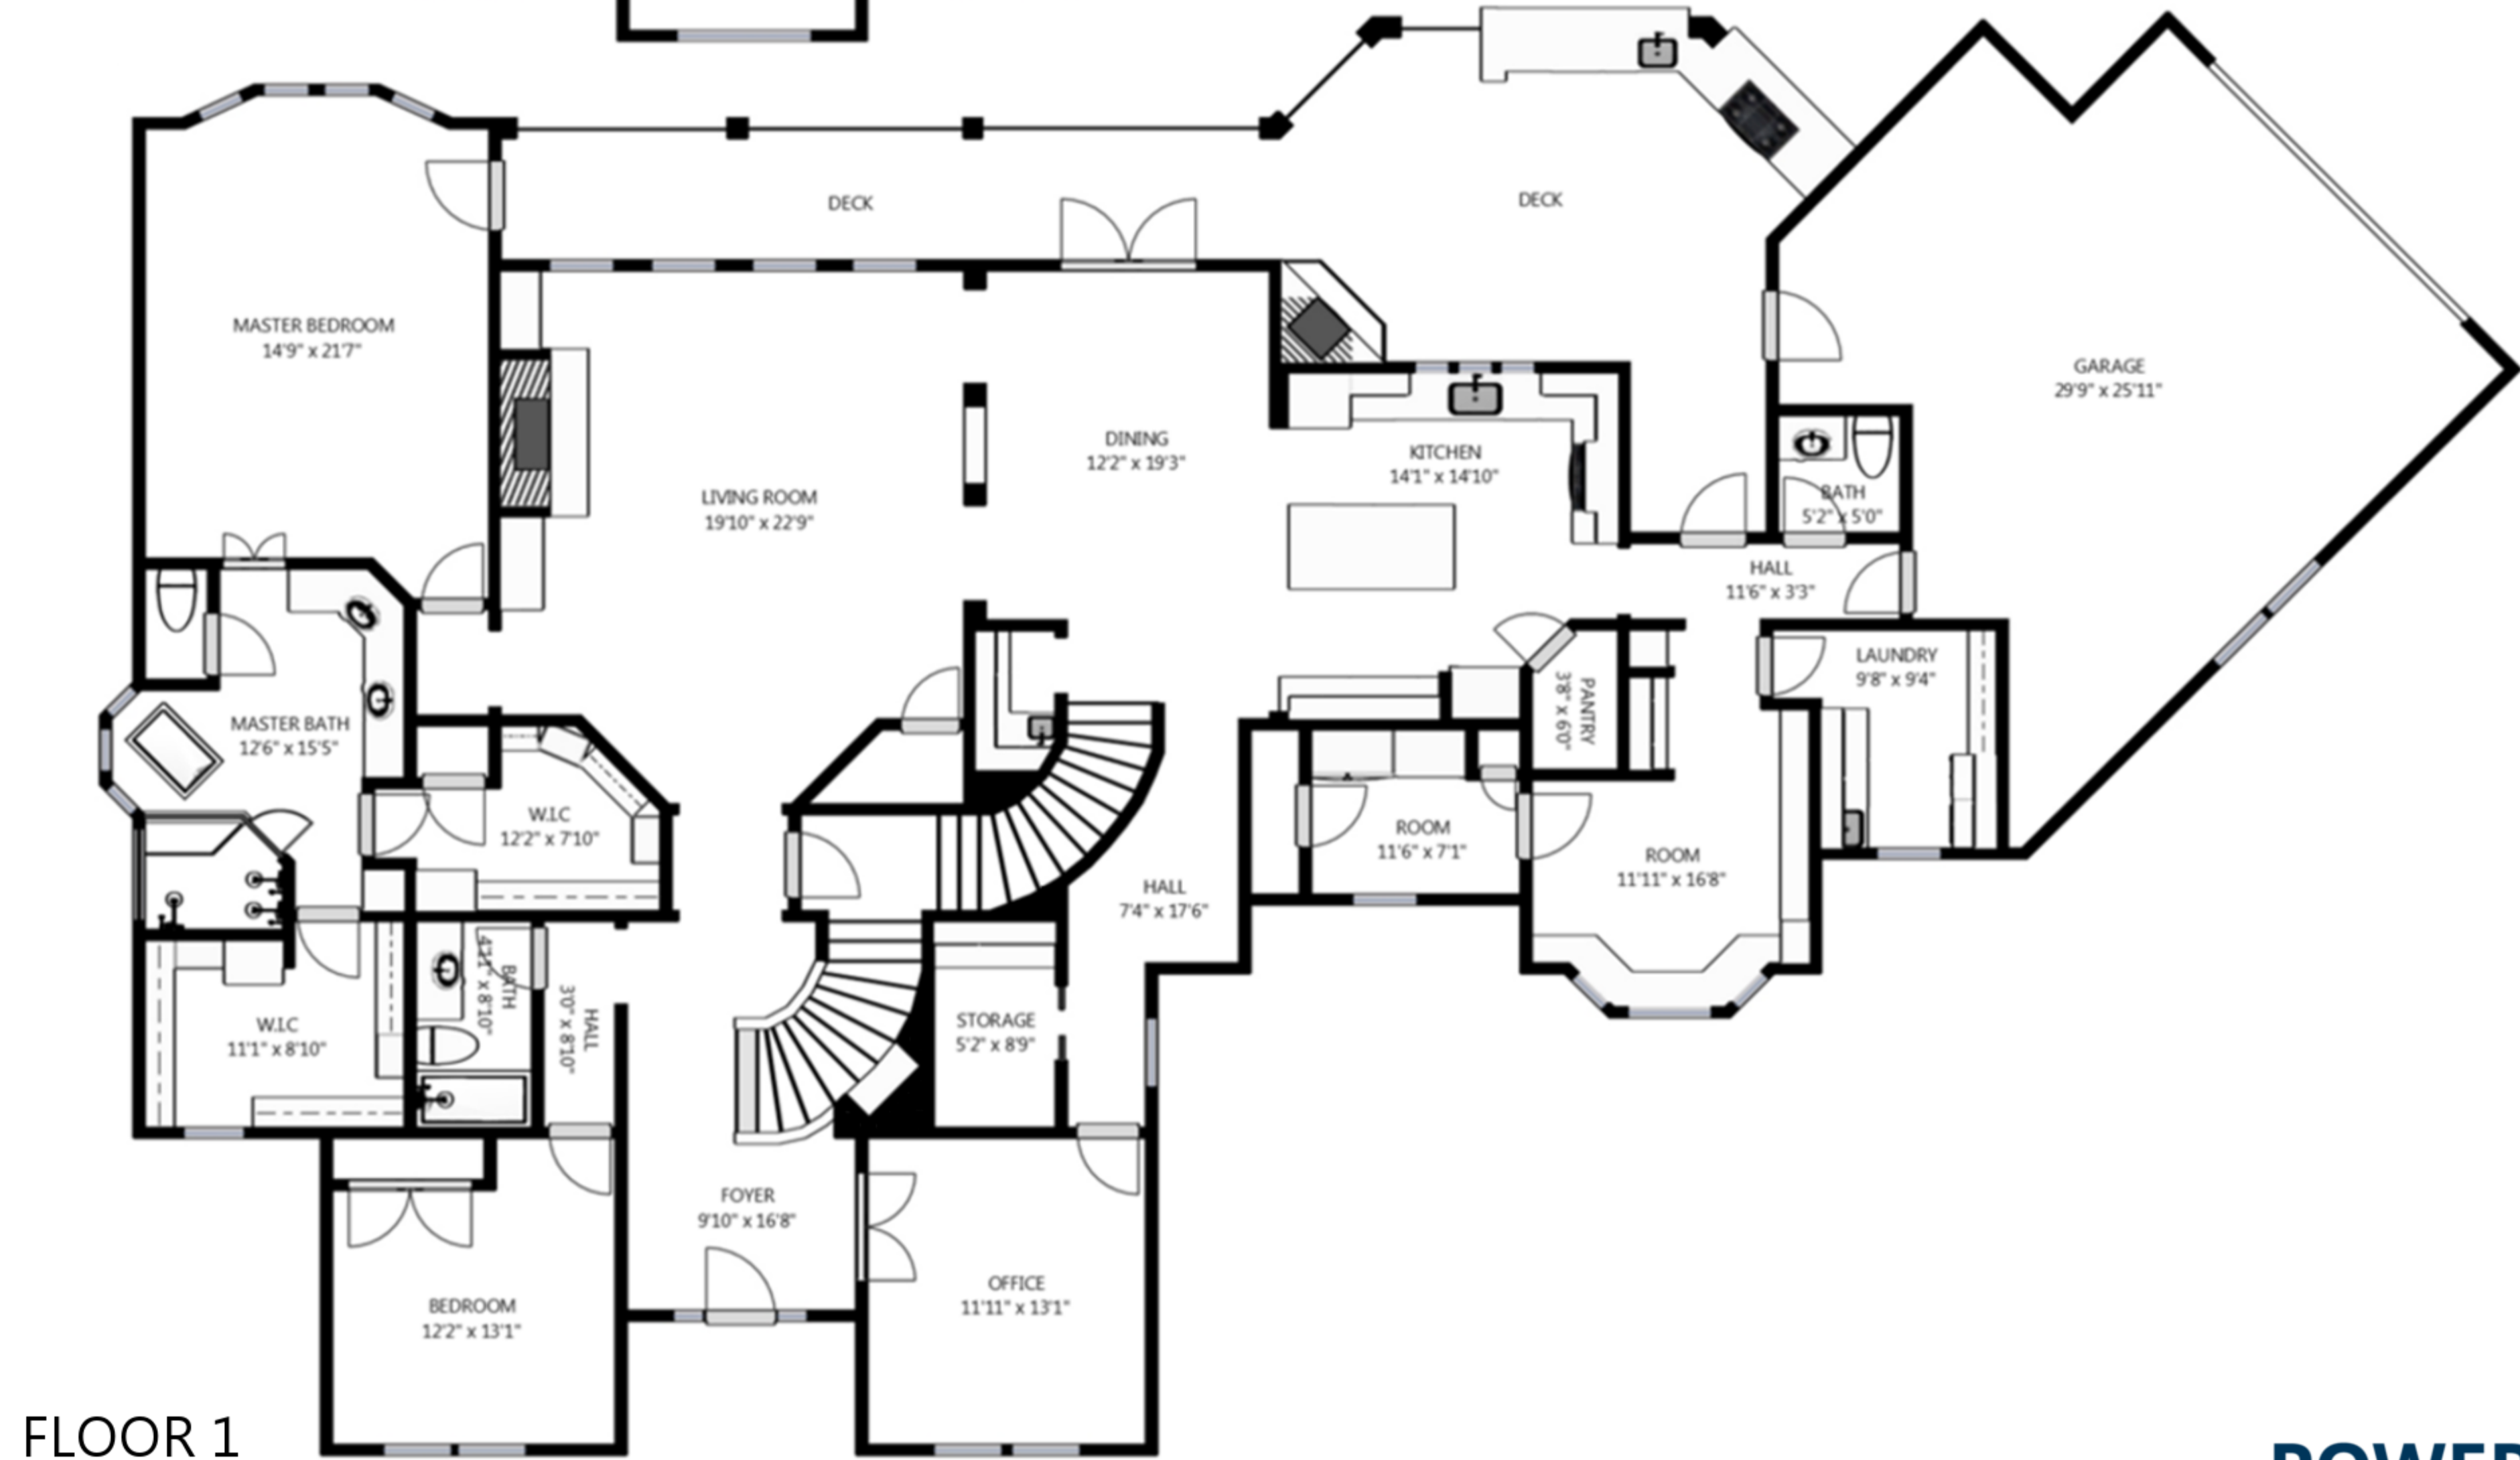 DECK
DECK
MASTER BEDROOM
14'9" x 21'7"
GARAGE
29'9" x 25'11"
DINING
12'2" x 19'3"
KITCHEN
14'1" x 14'10"
LIVING ROOM
19'10" x 22'9"
BATH
5'2" x 5'0"
HALL
11'6" x 3'3"
LAUNDRY
9'8" x 9'4"
PANTRY
3'8" x 6'0"
MASTER BATH
12'6" x 15'5"
W.I.C
12'2" x 7'10"
ROOM
11'6" x 7'1"
ROOM
11'11" x 16'8"
HALL
7'4" x 17'6"
BATH
4'11" x 8'10"
HALL
3'0" x 8'10"
W.I.C
11'1" x 8'10"
STORAGE
5'2" x 8'9"
FOYER
9'10" x 16'8"
OFFICE
11'11" x 13'1"
BEDROOM
12'2" x 13'1"
FLOOR 1